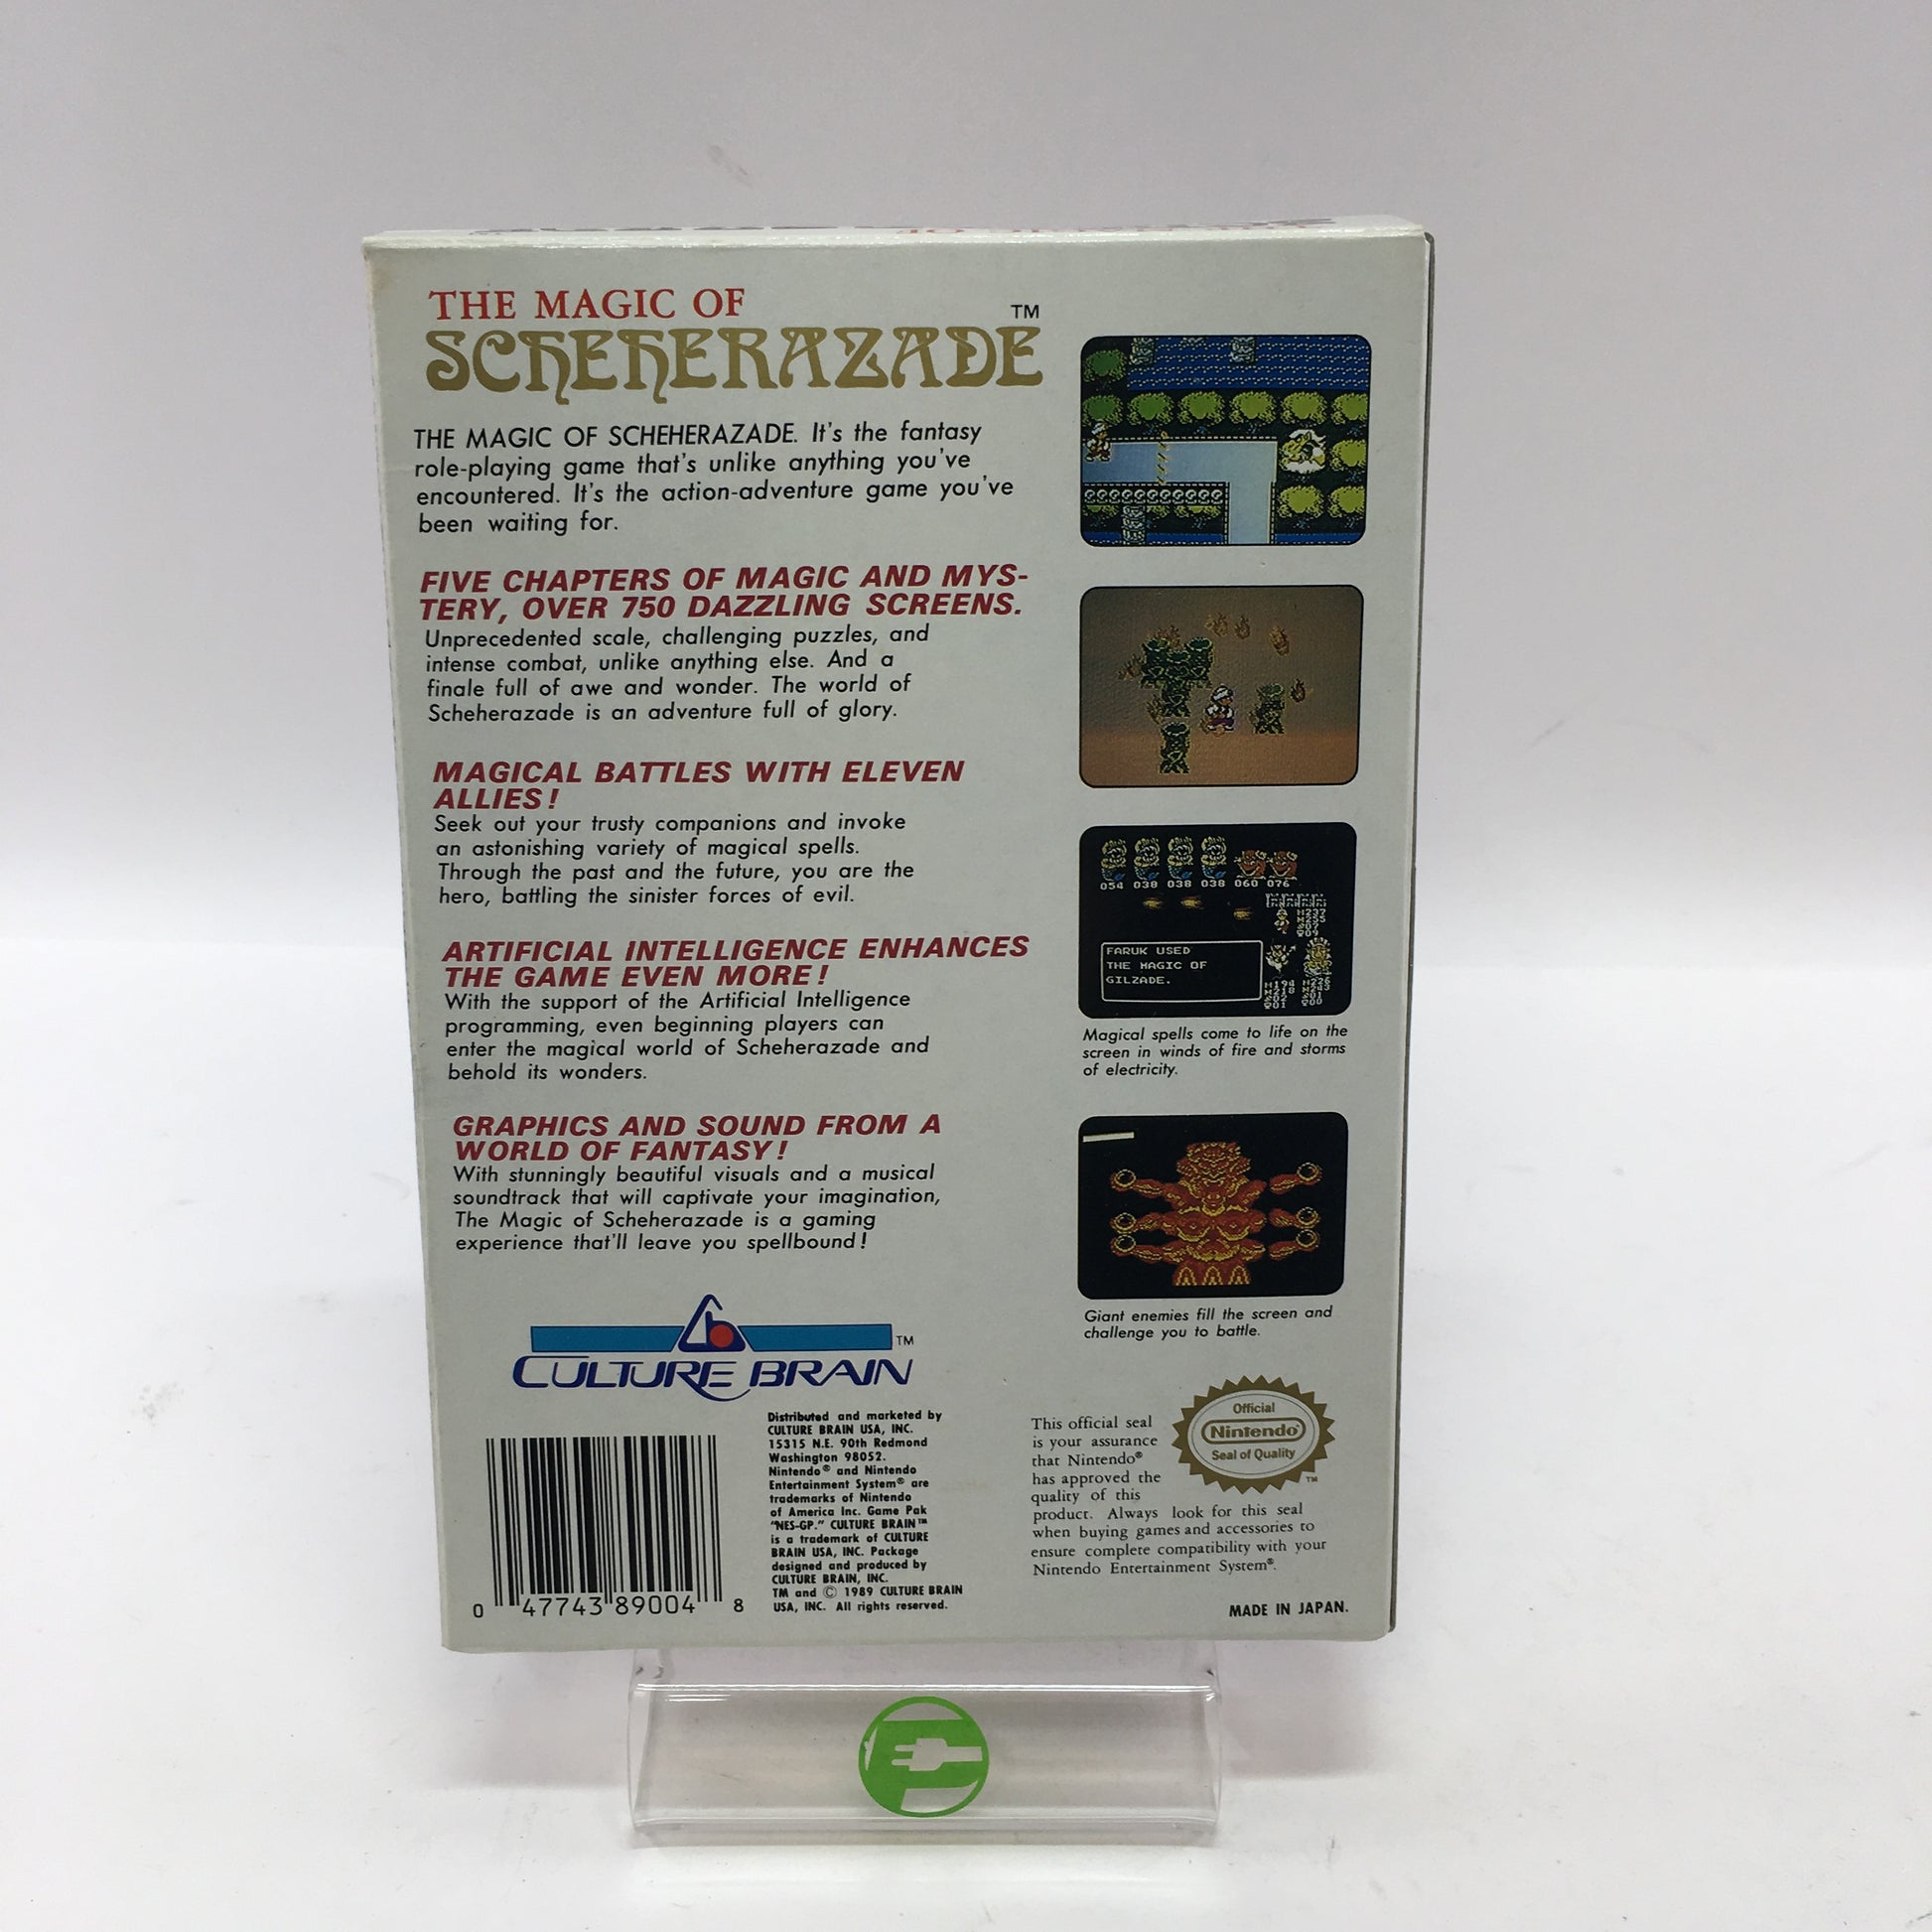 THE MAGIC OF
SCHEHERAZADE™
THE MAGIC OF SCHEHERAZADE. It's the fantasy
role-playing game that's unlike anything you've
encountered. It's the action-adventure game you've
been waiting for.
FIVE CHAPTERS OF MAGIC AND MYS-
TERY, OVER 750 DAZZLING SCREENS.
Unprecedented scale, challenging puzzles, and
intense combat, unlike anything else. And a
finale full of awe and wonder. The world of
Scheherazade is an adventure full of glory.
MAGICAL BATTLES WITH ELEVEN
ALLIES!
Seek out your trusty companions and invoke
an astonishing variety of magical spells.
Through the past and the future, you are the
hero, battling the sinister forces of evil.
ARTIFICIAL INTELLIGENCE ENHANCES
THE GAME EVEN MORE!
With the support of the Artificial Intelligence
programming, even beginning players can
enter the magical world of Scheherazade and
behold its wonders.
GRAPHICS AND SOUND FROM A
WORLD OF FANTASY!
With stunningly beautiful visuals and a musical
soundtrack that will captivate your imagination,
The Magic of Scheherazade is a gaming
experience that'll leave you spellbound!
054 038 038 038 060 076
FARUK USED
THE MAGIC OF
GILZADE.
Magical spells come to life on the
screen in winds of fire and storms
of electricity.
Giant enemies fill the screen and
challenge you to battle.
CULTURE BRAIN™
0 47743 89004 8
Distributed and marketed by
CULTURE BRAIN USA, INC.
15315 N.E. 90th Redmond
Washington 98052.
Nintendo® and Nintendo
Entertainment System® are
trademarks of Nintendo
of America Inc. Game Pak
"NES-GP." CULTURE BRAIN™
is a trademark of CULTURE
BRAIN USA, INC. Package
designed and produced by
CULTURE BRAIN, INC.
TM and © 1989 CULTURE BRAIN
USA, INC. All rights reserved.
This official seal
is your assurance
that Nintendo®
has approved the
quality of this
product. Always look for this seal
when buying games and accessories to
ensure complete compatibility with your
Nintendo Entertainment System®.
Official
Nintendo®
Seal of Quality
TM
MADE IN JAPAN.